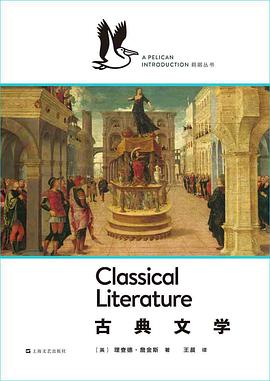 A PELICAN
INTRODUCTION 鹈鹕丛书
Classical
Literature
古典文学
[英] 理查德·詹金斯 著 王晨 译
上海文艺出版社